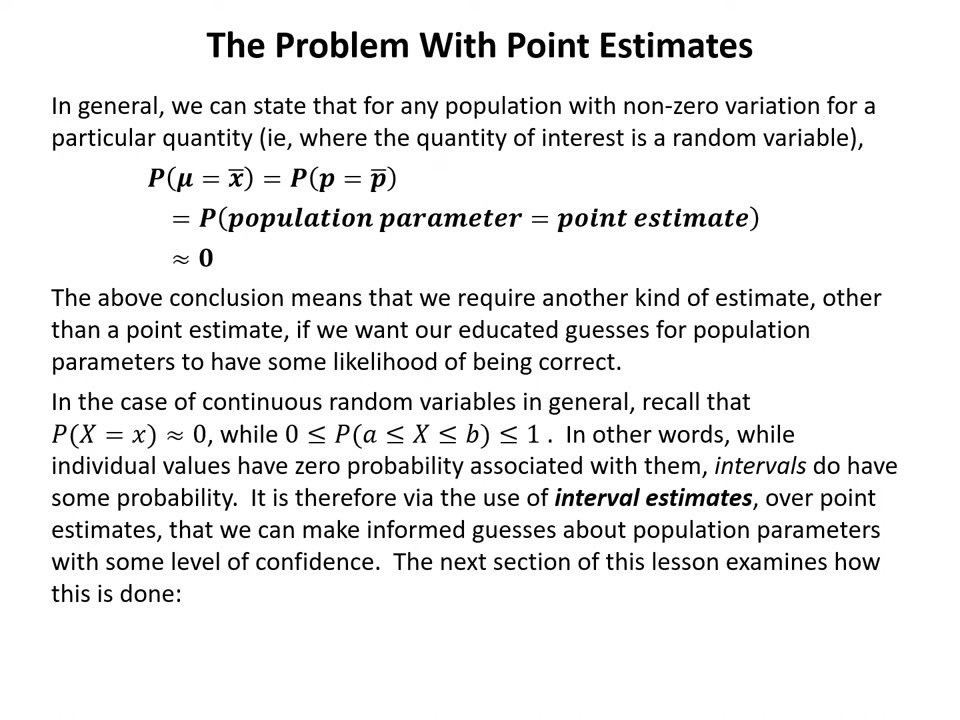 The Problem With Point Estimates
In general, we can state that for any population with non-zero variation for a
particular quantity (ie, where the quantity of interest is a random variable),
𝑷(𝝁 = x̅) = 𝑷(𝒑 = p̅)
= 𝑷(𝒑𝒐𝒑𝒖𝒍𝒂𝒕𝒊𝒐𝒏 𝒑𝒂𝒓𝒂𝒎𝒆𝒕𝒆𝒓 = 𝒑𝒐𝒊𝒏𝒕 𝒆𝒔𝒕𝒊𝒎𝒂𝒕𝒆)
≈ 𝟎
The above conclusion means that we require another kind of estimate, other
than a point estimate, if we want our educated guesses for population
parameters to have some likelihood of being correct.
In the case of continuous random variables in general, recall that
𝑃(𝑋 = 𝑥) ≈ 0, while 0 ≤ 𝑃(𝑎 ≤ 𝑋 ≤ 𝑏) ≤ 1 . In other words, while
individual values have zero probability associated with them, intervals do have
some probability. It is therefore via the use of interval estimates, over point
estimates, that we can make informed guesses about population parameters
with some level of confidence. The next section of this lesson examines how
this is done: